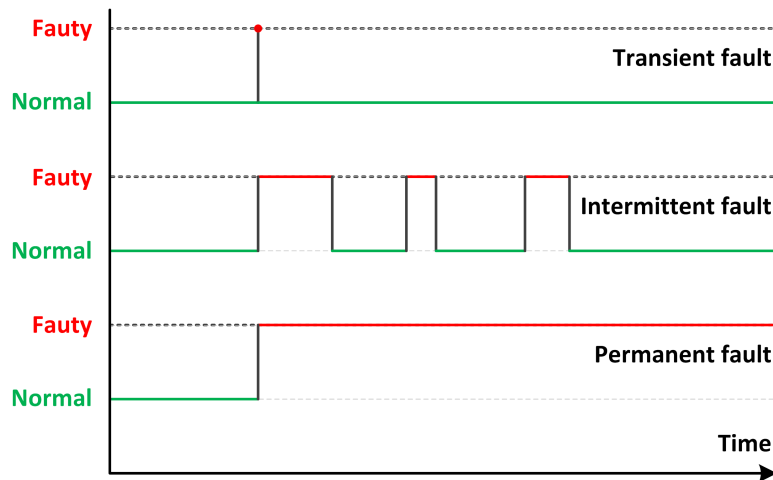 Fauty
Transient fault
Normal
Fauty
Intermittent fault
Normal
Fauty
Permanent fault
Normal
Time